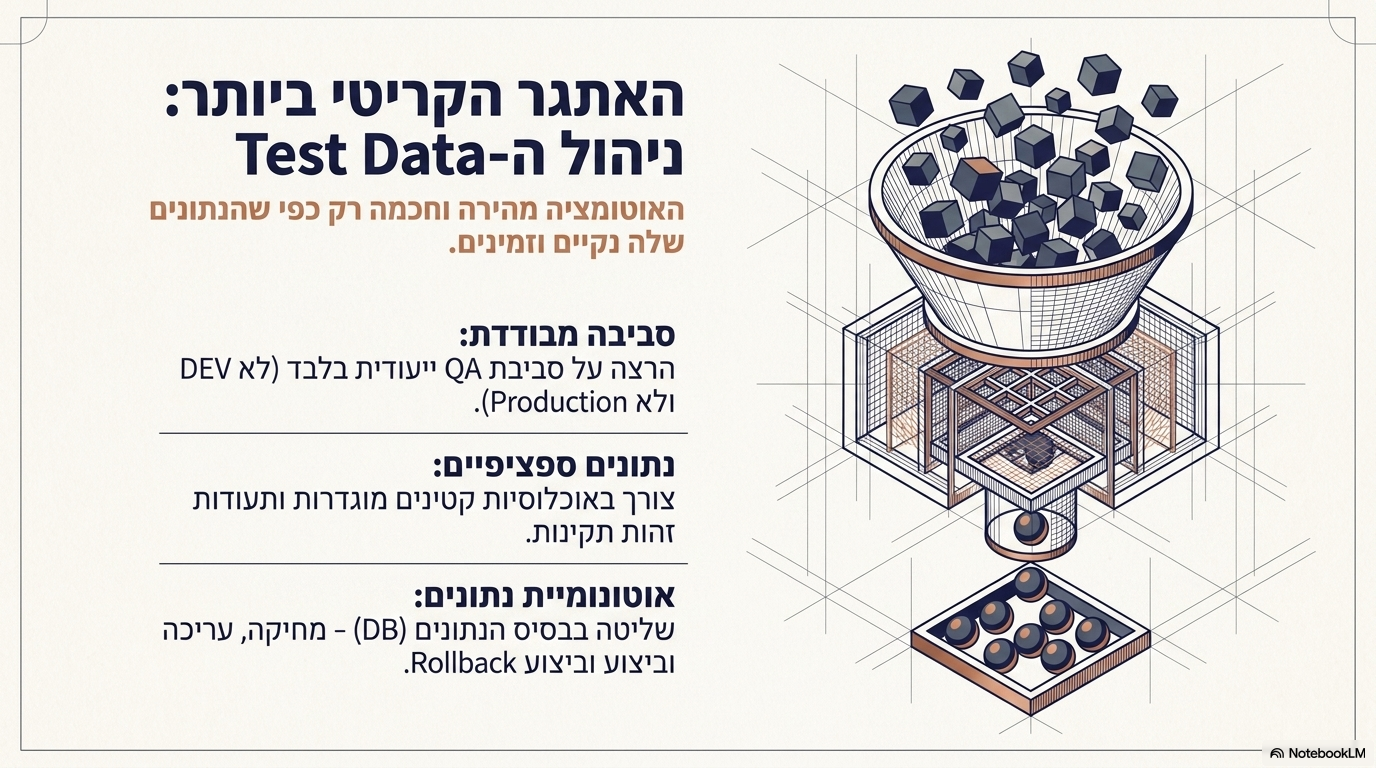 האתגר הקריטי ביותר:
ניהול ה-Test Data
האוטומציה מהירה וחכמה רק כפי שהנתונים
שלה נקיים וזמינים.
סביבה מבודדת:
הרצה על סביבת QA ייעודית בלבד (לא DEV
ולא Production).
נתונים ספציפיים:
צורך באוכלוסיות קטינים מוגדרות ותעודות
זהות תקינות.
אוטונומיית נתונים:
שליטה בבסיס הנתונים (DB) – מחיקה, עריכה
וביצוע וביצוע Rollback.
NotebookLM